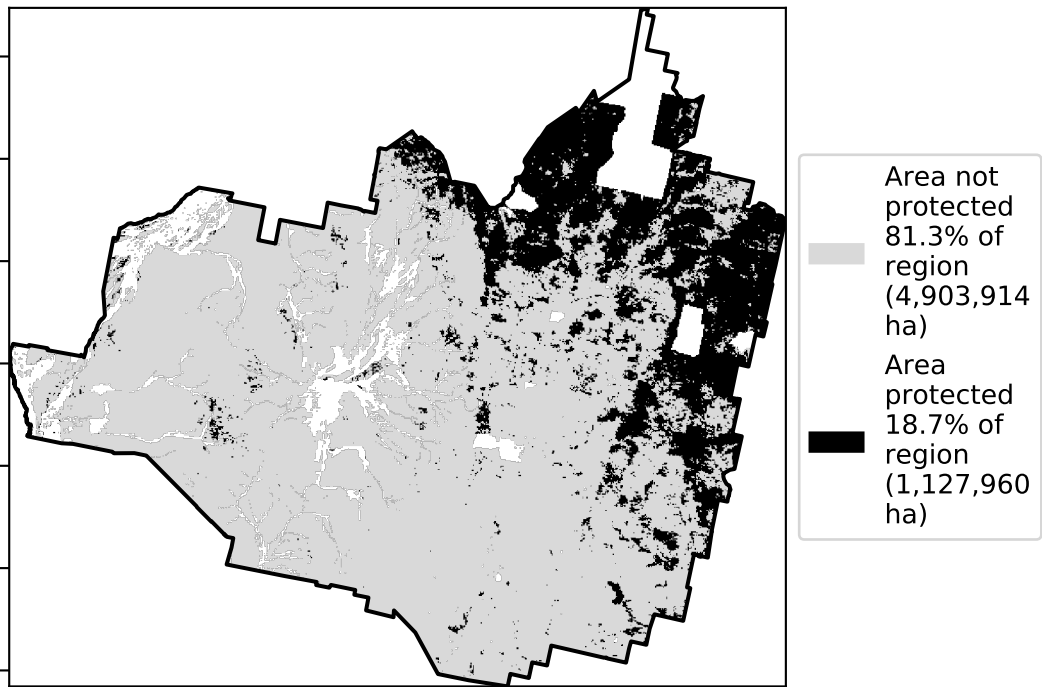 Area not
protected
81.3% of
region
(4,903,914
ha)
Area
protected
18.7% of
region
(1,127,960
ha)